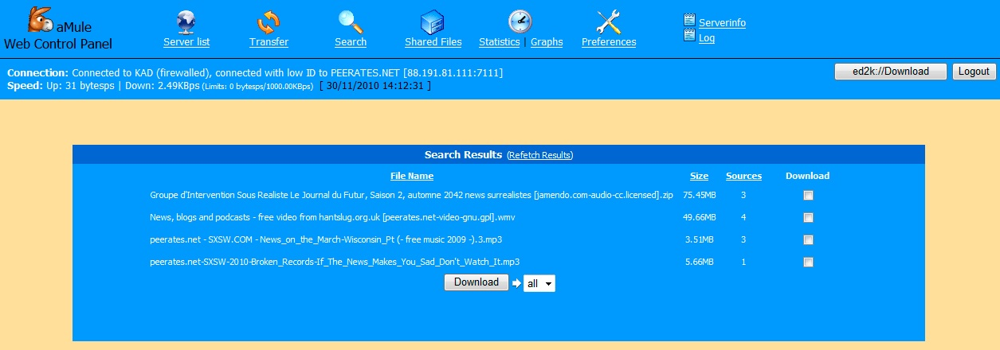 aMule
Web Control Panel
Server list
Transfer
Search
Shared Files
Statistics | Graphs
Preferences
Serverinfo
Log
Connection: Connected to KAD (firewalled), connected with low ID to PEERATES.NET [88.191.81.111:7111]
Speed: Up: 31 bytesps | Down: 2.49KBps (Limits: 0 bytesps/1000.00KBps) [ 30/11/2010 14:12:31 ]
ed2k://Download
Logout
Search Results (Refetch Results)
File Name Size Sources Download
Groupe d'Intervention Sous Realiste Le Journal du Futur, Saison 2, automne 2042 news surrealistes [jamendo.com-audio-cc.licensed].zip 75.45MB 3
News, blogs and podcasts - free video from hantslug.org.uk [peerates.net-video-gnu.gpl].wmv 49.66MB 4
peerates.net - SXSW.COM - News_on_the_March-Wisconsin_Pt (- free music 2009 -).3.mp3 3.51MB 3
peerates.net-SXSW-2010-Broken_Records-If_The_News_Makes_You_Sad_Don't_Watch_It.mp3 5.66MB 1
Download all